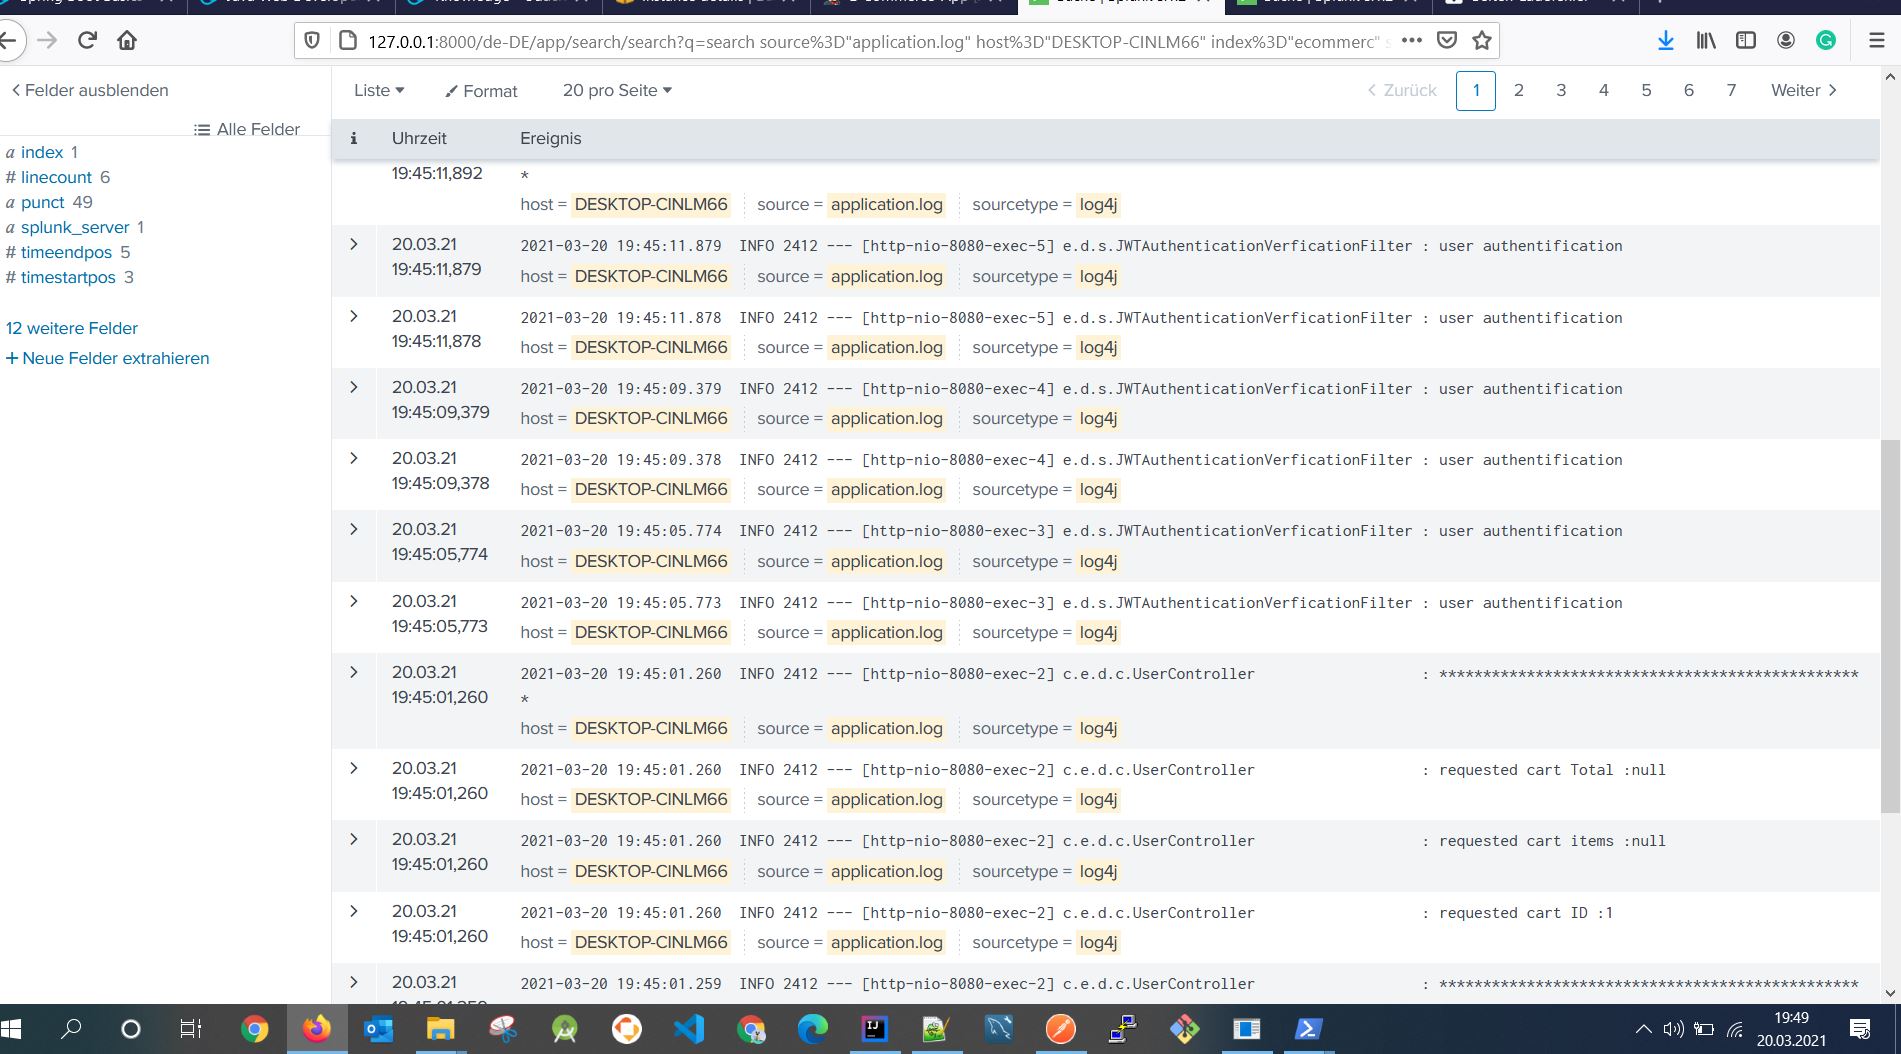 127.0.0.1:8000/de-DE/app/search/search?q=search source%3D"application.log" host%3D"DESKTOP-CINLM66" index%3D"ecommerc"
Felder ausblenden
Liste Format 20 pro Seite Zurück 1 2 3 4 5 6 7 Weiter
Alle Felder
a index 1
# linecount 6
a punct 49
a splunk_server 1
# timeendpos 5
# timestartpos 3
12 weitere Felder
+ Neue Felder extrahieren
i Uhrzeit Ereignis
19:45:11,892 *
host = DESKTOP-CINLM66 source = application.log sourcetype = log4j
20.03.21 2021-03-20 19:45:11.879 INFO 2412 --- [http-nio-8080-exec-5] e.d.s.JWTAuthenticationVerficationFilter : user authentification
19:45:11,879 host = DESKTOP-CINLM66 source = application.log sourcetype = log4j
20.03.21 2021-03-20 19:45:11.878 INFO 2412 --- [http-nio-8080-exec-5] e.d.s.JWTAuthenticationVerficationFilter : user authentification
19:45:11,878 host = DESKTOP-CINLM66 source = application.log sourcetype = log4j
20.03.21 2021-03-20 19:45:09.379 INFO 2412 --- [http-nio-8080-exec-4] e.d.s.JWTAuthenticationVerficationFilter : user authentification
19:45:09,379 host = DESKTOP-CINLM66 source = application.log sourcetype = log4j
20.03.21 2021-03-20 19:45:09.378 INFO 2412 --- [http-nio-8080-exec-4] e.d.s.JWTAuthenticationVerficationFilter : user authentification
19:45:09,378 host = DESKTOP-CINLM66 source = application.log sourcetype = log4j
20.03.21 2021-03-20 19:45:05.774 INFO 2412 --- [http-nio-8080-exec-3] e.d.s.JWTAuthenticationVerficationFilter : user authentification
19:45:05,774 host = DESKTOP-CINLM66 source = application.log sourcetype = log4j
20.03.21 2021-03-20 19:45:05.773 INFO 2412 --- [http-nio-8080-exec-3] e.d.s.JWTAuthenticationVerficationFilter : user authentification
19:45:05,773 host = DESKTOP-CINLM66 source = application.log sourcetype = log4j
20.03.21 2021-03-20 19:45:01.260 INFO 2412 --- [http-nio-8080-exec-2] c.e.d.c.UserController : ************************************************
19:45:01,260 *
host = DESKTOP-CINLM66 source = application.log sourcetype = log4j
20.03.21 2021-03-20 19:45:01.260 INFO 2412 --- [http-nio-8080-exec-2] c.e.d.c.UserController : requested cart Total :null
19:45:01,260 host = DESKTOP-CINLM66 source = application.log sourcetype = log4j
20.03.21 2021-03-20 19:45:01.260 INFO 2412 --- [http-nio-8080-exec-2] c.e.d.c.UserController : requested cart items :null
19:45:01,260 host = DESKTOP-CINLM66 source = application.log sourcetype = log4j
20.03.21 2021-03-20 19:45:01.260 INFO 2412 --- [http-nio-8080-exec-2] c.e.d.c.UserController : requested cart ID :1
19:45:01,260 host = DESKTOP-CINLM66 source = application.log sourcetype = log4j
20.03.21 2021-03-20 19:45:01.259 INFO 2412 --- [http-nio-8080-exec-2] c.e.d.c.UserController : ************************************************
19:49
20.03.2021